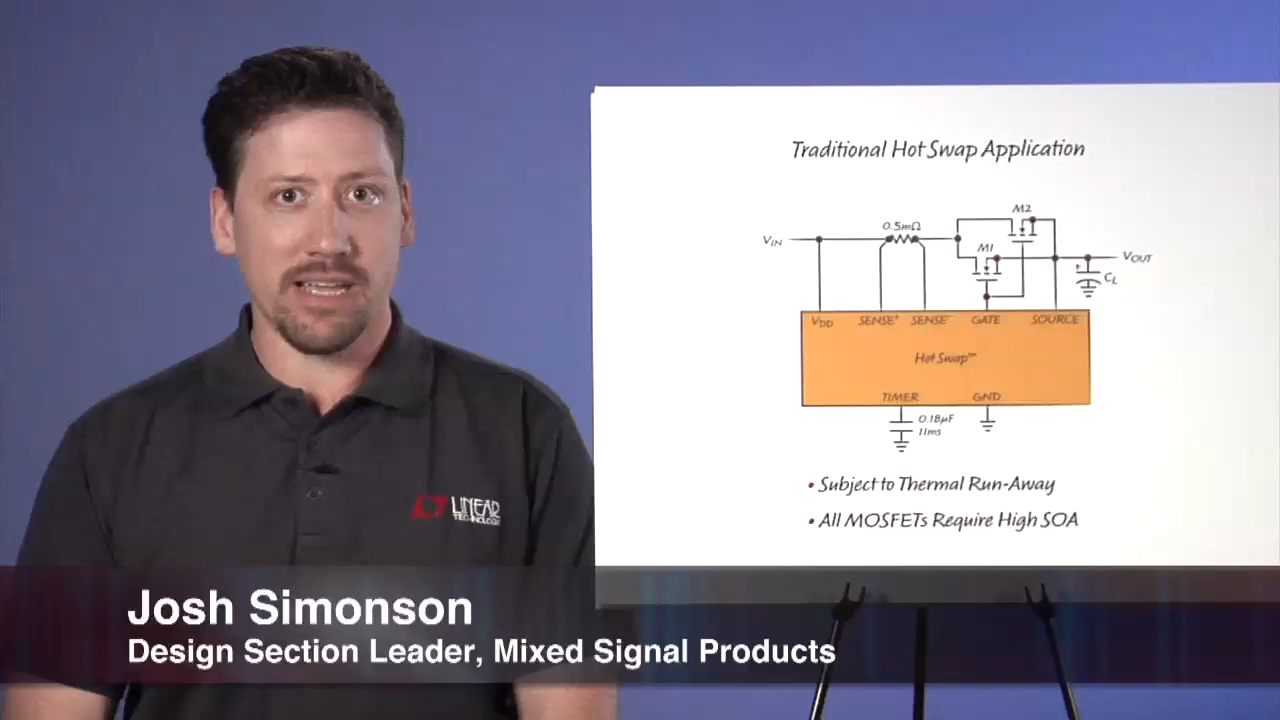 Traditional Hot Swap Application
M2
0.5mΩ
VIN
M1
VOUT
CL
+
VDD
SENSE+
SENSE-
GATE
SOURCE
Hot Swap™
TIMER
GND
0.18µF
11ms
• Subject to Thermal Run-Away
• All MOSFETs Require High SOA
LT LINEAR
TECHNOLOGY
Josh Simonson
Design Section Leader, Mixed Signal Products